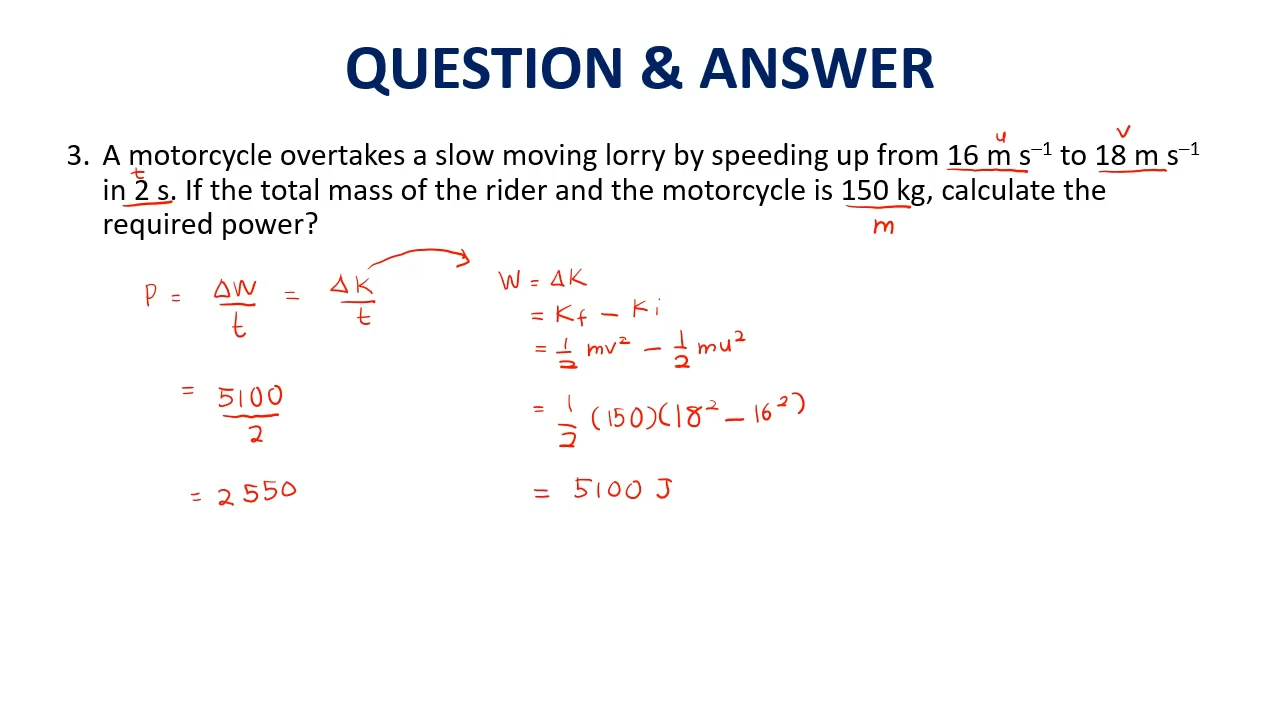 QUESTION & ANSWER
u v
3. A motorcycle overtakes a slow moving lorry by speeding up from 16 m s⁻¹ to 18 m s⁻¹
t
in 2 s. If the total mass of the rider and the motorcycle is 150 kg, calculate the
required power?
m
P = ΔW/t = ΔK/t
W = ΔK
= Kf - Ki
= 1/2 mv² - 1/2 mu²
= 5100/2
= 1/2 (150)(18² - 16²)
= 2550
= 5100 J